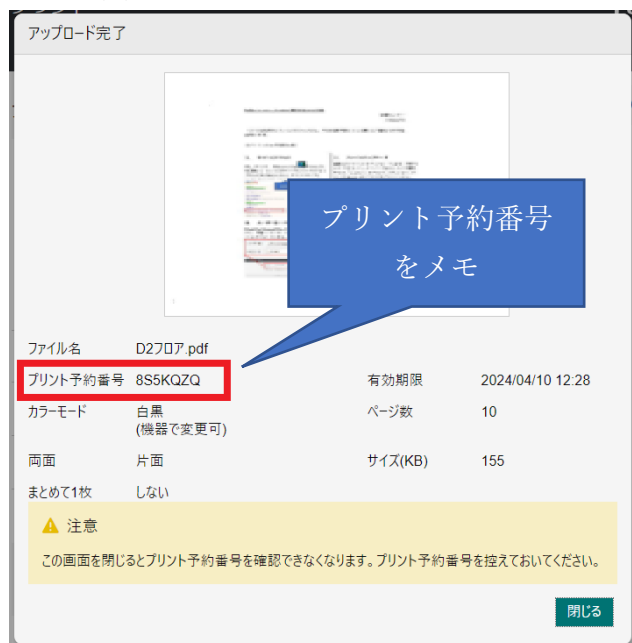 アップロード完了
プリント予約番号
をメモ
ファイル名 D2フロア.pdf
プリント予約番号 8S5KQZQ 有効期限 2024/04/10 12:28
カラーモード 白黒 ページ数 10
(機器で変更可)
両面 片面 サイズ(KB) 155
まとめて1枚 しない
注意
この画面を閉じるとプリント予約番号を確認できなくなります。プリント予約番号を控えておいてください。
閉じる